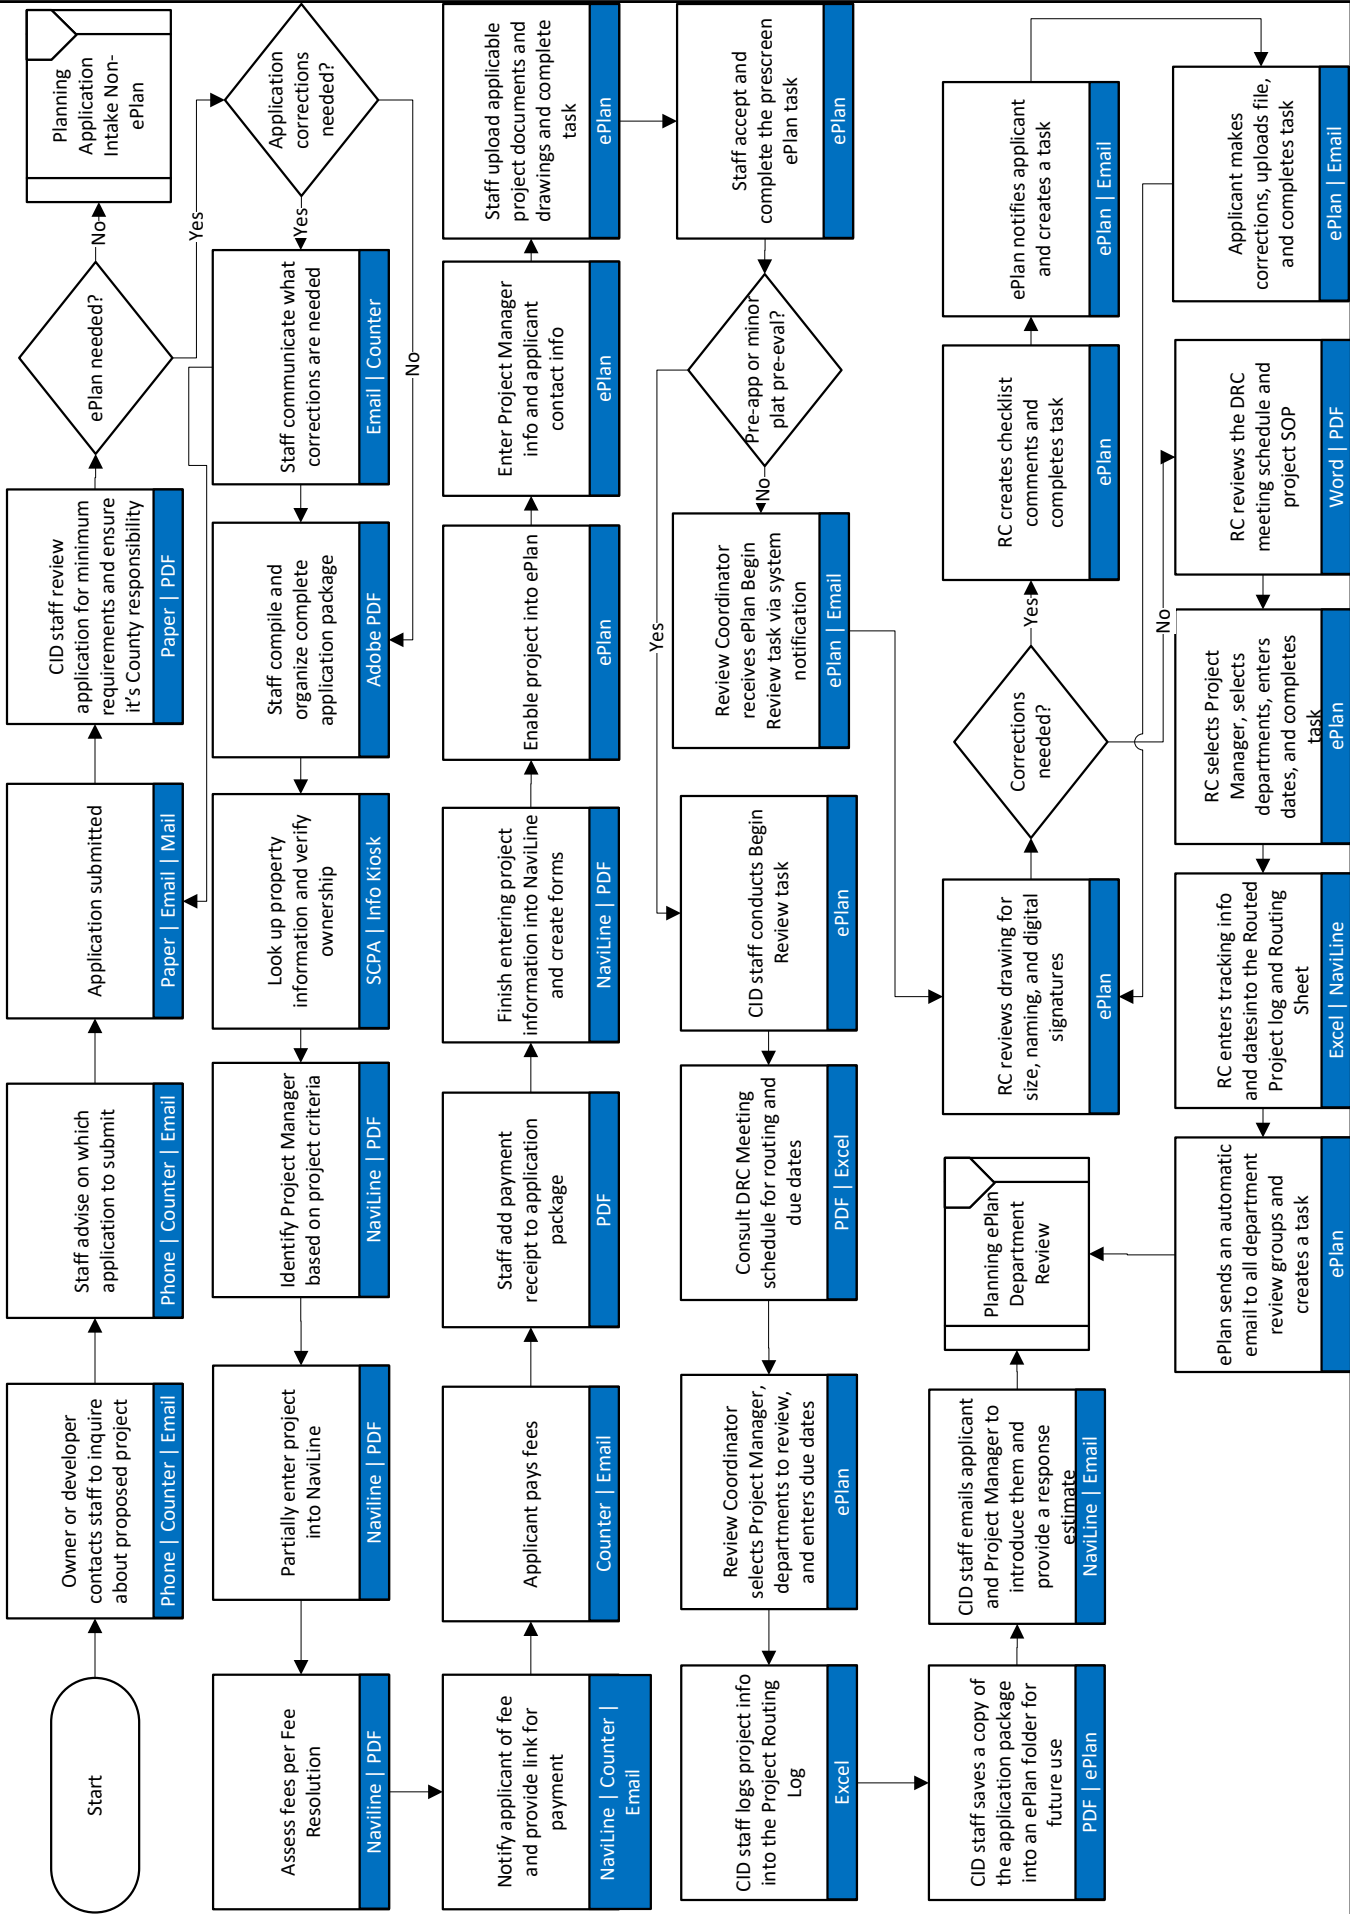 Start
Owner or developer
contacts staff to inquire
about proposed project
Phone | Counter | Email
Staff advise on which
application to submit
Phone | Counter | Email
Application submitted
Paper | Email | Mail
CID staff review
application for minimum
requirements and ensure
it's County responsibility
Paper | PDF
ePlan needed?
No
Planning
Application
Intake Non-
ePlan
Yes
Application
corrections
needed?
Yes
No
Staff communicate what
corrections are needed
Email | Counter
Staff compile and
organize complete
application package
Adobe PDF
Look up property
information and verify
ownership
SCPA | Info Kiosk
Identify Project Manager
based on project criteria
NaviLine | PDF
Partially enter project
into NaviLine
Naviline | PDF
Assess fees per Fee
Resolution
Naviline | PDF
Notify applicant of fee
and provide link for
payment
NaviLine | Counter |
Email
Applicant pays fees
Counter | Email
Staff add payment
receipt to application
package
PDF
Finish entering project
information into NaviLine
and create forms
NaviLine | PDF
Enable project into ePlan
ePlan
Enter Project Manager
info and applicant
contact info
ePlan
Staff upload applicable
project documents and
drawings and complete
task
ePlan
Staff accept and
complete the prescreen
ePlan task
ePlan
Pre-app or minor
plat pre-eval?
No
Yes
Review Coordinator
receives ePlan Begin
Review task via system
notification
ePlan | Email
CID staff conducts Begin
Review task
ePlan
Consult DRC Meeting
schedule for routing and
due dates
PDF | Excel
Review Coordinator
selects Project Manager,
departments to review,
and enters due dates
ePlan
CID staff logs project info
into the Project Routing
Log
Excel
CID staff saves a copy of
the application package
into an ePlan folder for
future use
PDF | ePlan
CID staff emails applicant
and Project Manager to
introduce them and
provide a response
estimate
NaviLine | Email
Planning ePlan
Department
Review
RC reviews drawing for
size, naming, and digital
signatures
ePlan
Corrections
needed?
Yes
No
RC creates checklist
comments and
completes task
ePlan
ePlan notifies applicant
and creates a task
ePlan | Email
Applicant makes
corrections, uploads file,
and completes task
ePlan | Email
RC reviews the DRC
meeting schedule and
project SOP
Word | PDF
RC selects Project
Manager, selects
departments, enters
dates, and completes
task
ePlan
RC enters tracking info
and datesinto the Routed
Project log and Routing
Sheet
Excel | NaviLine
ePlan sends an automatic
email to all department
review groups and
creates a task
ePlan